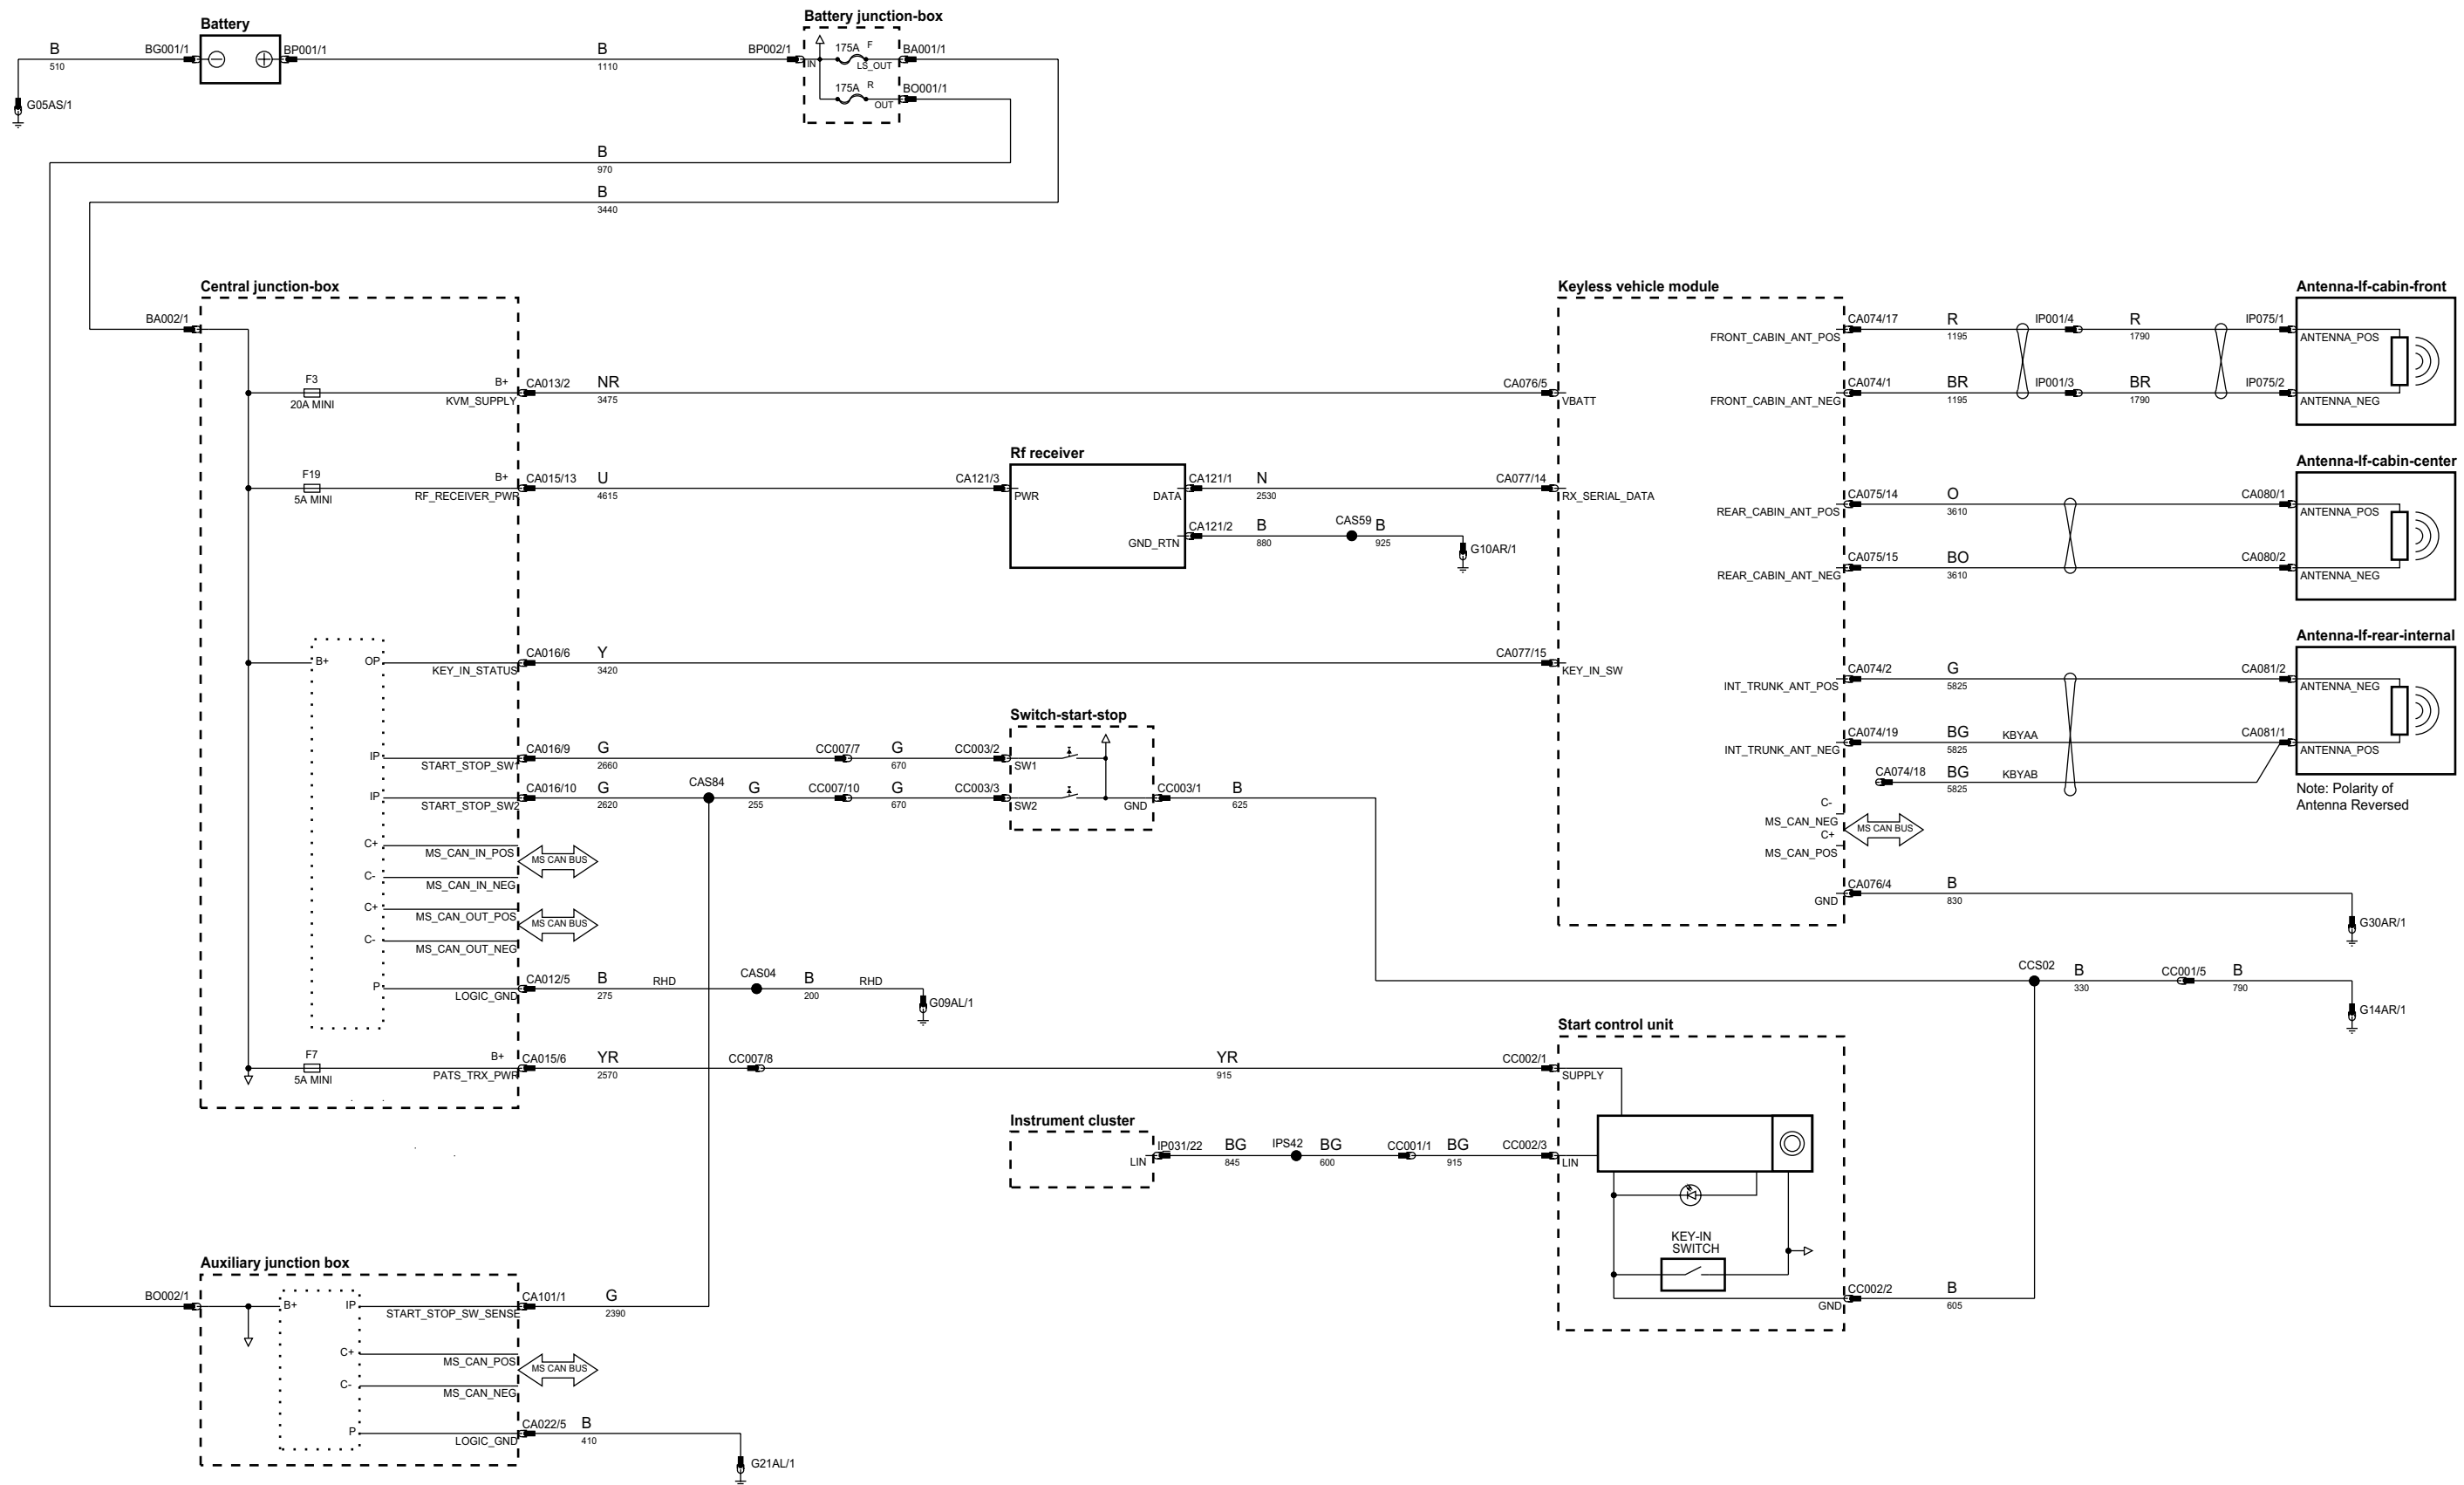 Battery
Battery junction-box
B
510
BG001/1
BP001/1
B
1110
BP002/1
IN
175A
F
LS_OUT
BA001/1
175A
R
OUT
BO001/1
G05AS/1
B
970
B
3440
Central junction-box
BA002/1
F3
20A MINI
B+
KVM_SUPPLY
CA013/2
NR
3475
CA076/5
VBATT
F19
5A MINI
B+
RF_RECEIVER_PWR
CA015/13
U
4615
CA121/3
Rf receiver
PWR
DATA
GND_RTN
CA121/1
N
2530
CA077/14
RX_SERIAL_DATA
CA121/2
B
880
CAS59
B
925
G10AR/1
B+
OP
KEY_IN_STATUS
CA016/6
Y
3420
CA077/15
KEY_IN_SW
IP
START_STOP_SW1
CA016/9
G
2660
CC007/7
G
670
CC003/2
Switch-start-stop
SW1
IP
START_STOP_SW2
CA016/10
G
2620
CAS84
G
255
CC007/10
G
670
CC003/3
SW2
GND
CC003/1
B
625
C+
MS_CAN_IN_POS
C-
MS_CAN_IN_NEG
MS CAN BUS
C+
MS_CAN_OUT_POS
C-
MS_CAN_OUT_NEG
MS CAN BUS
P
LOGIC_GND
CA012/5
B
275
RHD
CAS04
B
200
RHD
G09AL/1
F7
5A MINI
B+
PATS_TRX_PWR
CA015/6
YR
2570
CC007/8
YR
915
CC002/1
Keyless vehicle module
FRONT_CABIN_ANT_POS
CA074/17
R
1195
IP001/4
R
1790
IP075/1
Antenna-lf-cabin-front
ANTENNA_POS
FRONT_CABIN_ANT_NEG
CA074/1
BR
1195
IP001/3
BR
1790
IP075/2
ANTENNA_NEG
REAR_CABIN_ANT_POS
CA075/14
O
3610
CA080/1
Antenna-lf-cabin-center
ANTENNA_POS
REAR_CABIN_ANT_NEG
CA075/15
BO
3610
CA080/2
ANTENNA_NEG
INT_TRUNK_ANT_POS
CA074/2
G
5825
CA081/2
Antenna-lf-rear-internal
ANTENNA_NEG
INT_TRUNK_ANT_NEG
CA074/19
BG
5825
KBYAA
CA081/1
ANTENNA_POS
CA074/18
BG
5825
KBYAB
Note: Polarity of
Antenna Reversed
C-
MS_CAN_NEG
C+
MS_CAN_POS
MS CAN BUS
GND
CA076/4
B
830
G30AR/1
CCS02
B
330
CC001/5
B
790
G14AR/1
Start control unit
SUPPLY
Instrument cluster
LIN
IP031/22
BG
845
IPS42
BG
600
CC001/1
BG
915
CC002/3
LIN
KEY-IN
SWITCH
GND
CC002/2
B
605
Auxiliary junction box
BO002/1
B+
IP
START_STOP_SW_SENSE
CA101/1
G
2390
C+
MS_CAN_POS
C-
MS_CAN_NEG
MS CAN BUS
P
LOGIC_GND
CA022/5
B
410
G21AL/1